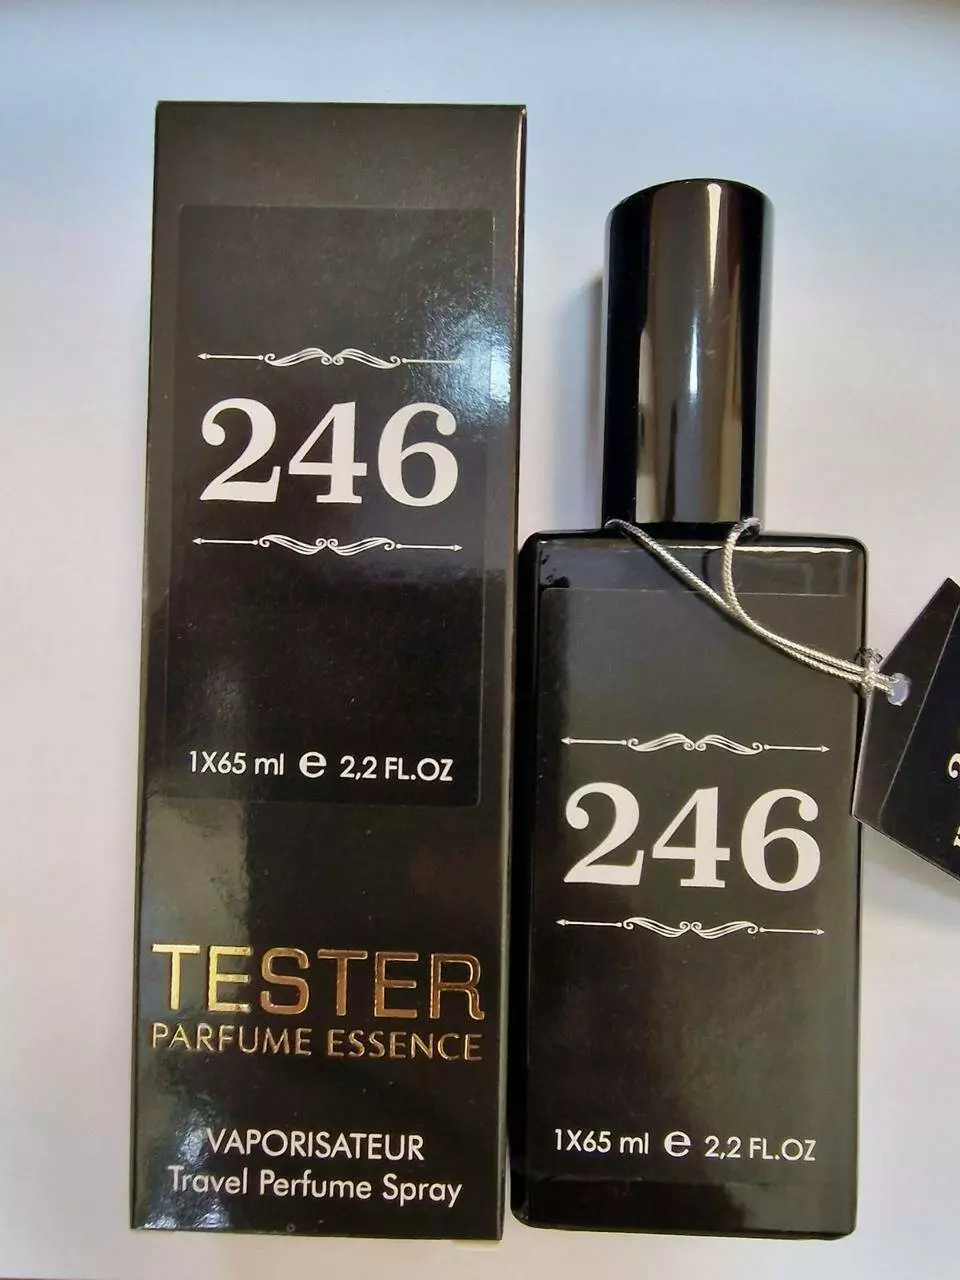 246
1X65 ml e 2,2 FL.OZ
TESTER
PARFUME ESSENCE
VAPORISATEUR
Travel Perfume Spray
246
1X65 ml e 2,2 FL.OZ